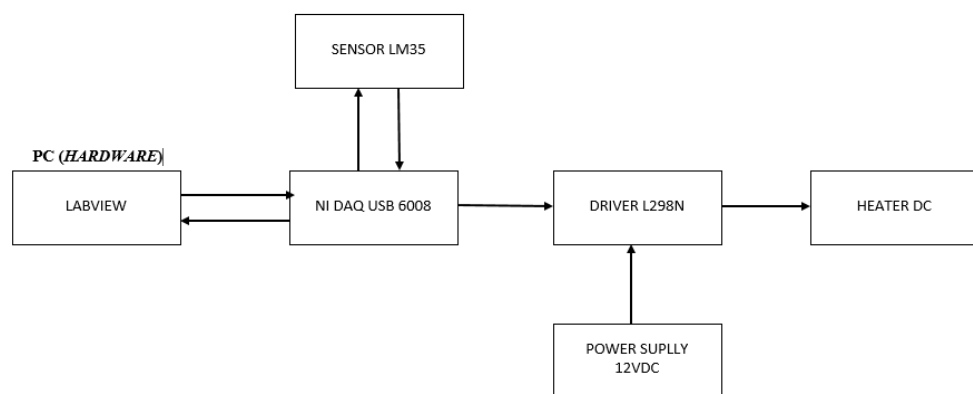 SENSOR LM35
PC (HARDWARE)
LABVIEW
NI DAQ USB 6008
DRIVER L298N
HEATER DC
POWER SUPLLY
12VDC